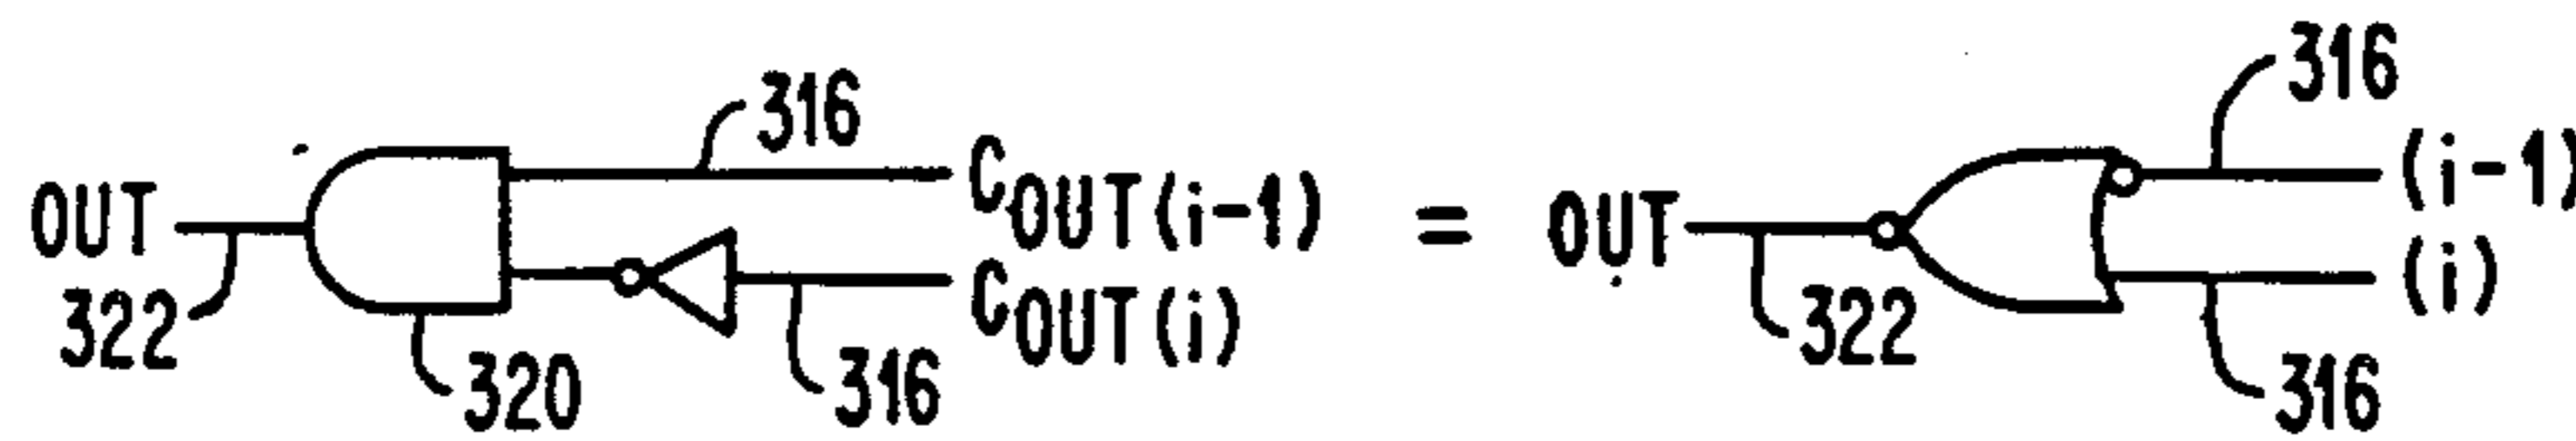 316
316
OUT
C_OUT(i-1)
=
OUT
(i-1)
C_OUT(i)
(i)
322
320
316
322
316